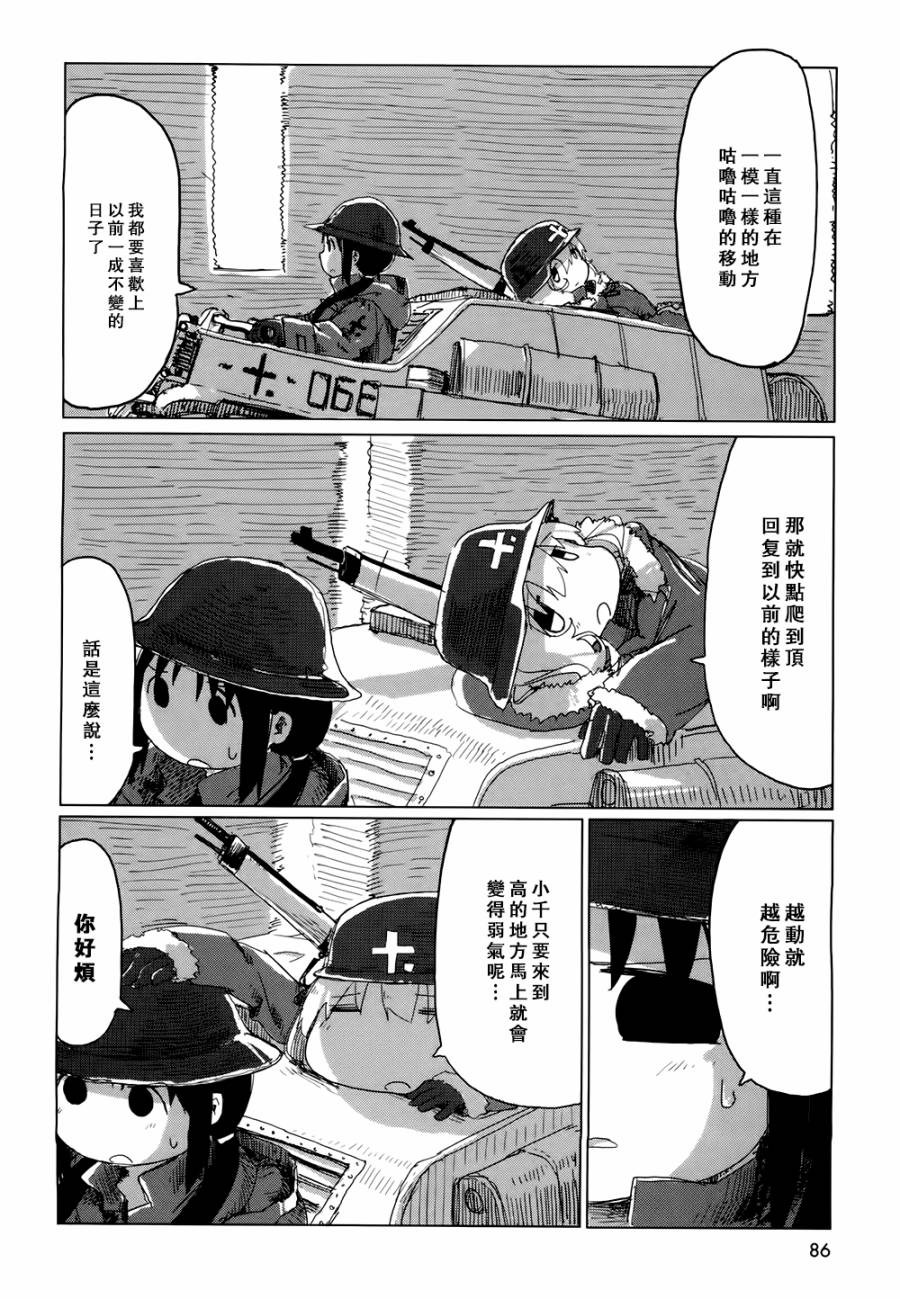 一直這種在
一模一樣的地方
咕嚕咕嚕的移動
我都要喜歡上
以前一成不變的
日子了
068
那就快點爬到頂
回复到以前的樣子啊
話是這麼說…
越動就
越危險啊…
小千只要來到
高的地方馬上就會
變得弱氣呢…
你好煩
86